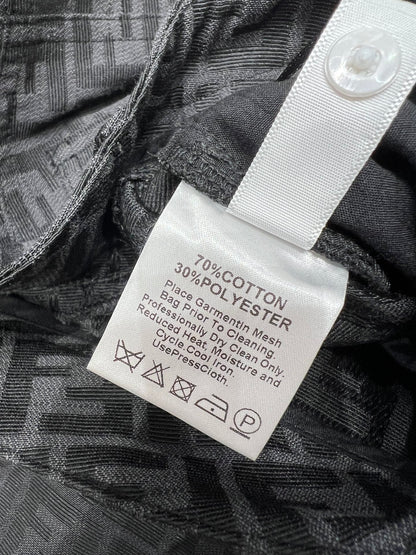 70%COTTON
30%POLYESTER
Place Garmentin Mesh
Bag Prior To Cleaning.
Professionally Dry Clean Only.
Reduced Heat, Moisture and
Cycle.Cool Iron.
UsePressCloth.
P